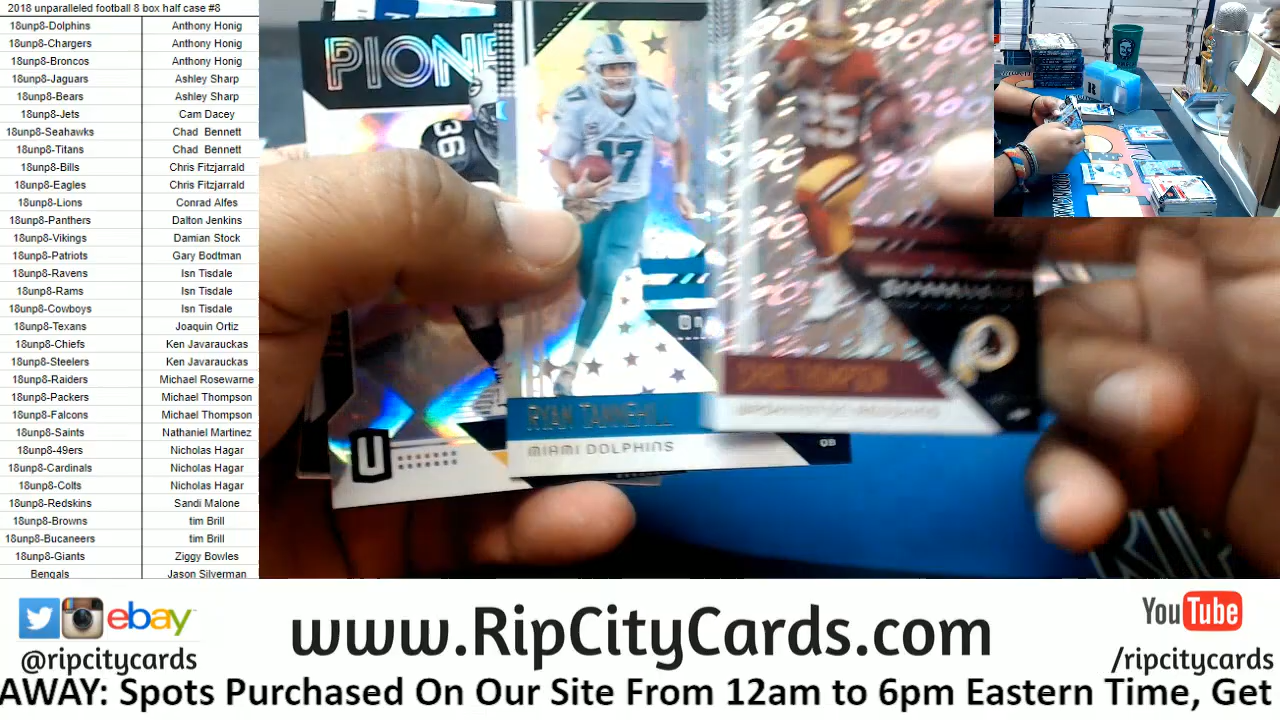 2018 unparalleled football 8 box half case #8
18unp8-Dolphins Anthony Honig
18unp8-Chargers Anthony Honig
18unp8-Broncos Anthony Honig
18unp8-Jaguars Ashley Sharp
18unp8-Bears Ashley Sharp
18unp8-Jets Cam Dacey
18unp8-Seahawks Chad Bennett
18unp8-Titans Chad Bennett
18unp8-Bills Chris Fitzjarrald
18unp8-Eagles Chris Fitzjarrald
18unp8-Lions Conrad Alfes
18unp8-Panthers Dalton Jenkins
18unp8-Vikings Damian Stock
18unp8-Patriots Gary Bodtman
18unp8-Ravens Isn Tisdale
18unp8-Rams Isn Tisdale
18unp8-Cowboys Isn Tisdale
18unp8-Texans Joaquin Ortiz
18unp8-Chiefs Ken Javarauckas
18unp8-Steelers Ken Javarauckas
18unp8-Raiders Michael Rosewarne
18unp8-Packers Michael Thompson
18unp8-Falcons Michael Thompson
18unp8-Saints Nathaniel Martinez
18unp8-49ers Nicholas Hagar
18unp8-Cardinals Nicholas Hagar
18unp8-Colts Nicholas Hagar
18unp8-Redskins Sandi Malone
18unp8-Browns tim Brill
18unp8-Bucaneers tim Brill
18unp8-Giants Ziggy Bowles
Bengals Jason Silverman
PIONE
36
17
17
25
U
RYAN TANNEHILL
MIAMI DOLPHINS QB
CHRIS THOMPSON
ebay
@ripcitycards
www.RipCityCards.com
YouTube
/ripcitycards
AWAY: Spots Purchased On Our Site From 12am to 6pm Eastern Time, Get